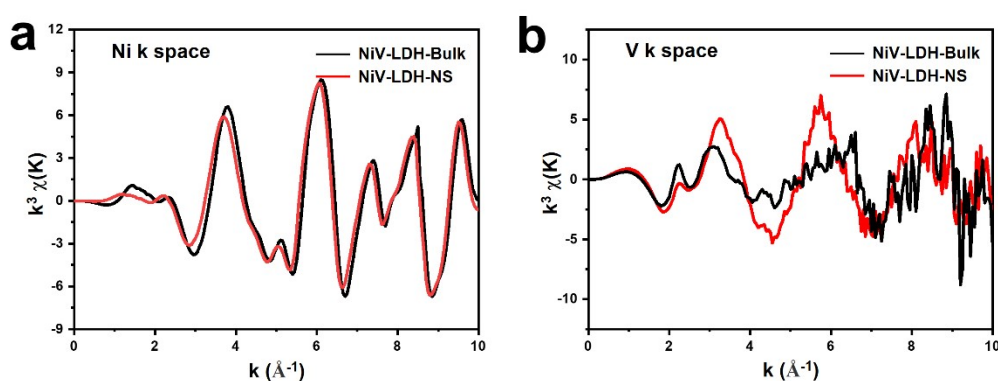 a
Ni k space
NiV-LDH-Bulk
NiV-LDH-NS
12
9
6
3
0
-3
-6
-9
k³ χ(K)
0 2 4 6 8 10
k (Å⁻¹)
b
V k space
NiV-LDH-Bulk
NiV-LDH-NS
10
5
0
-5
-10
k³ χ(K)
0 2 4 6 8 10
k (Å⁻¹)